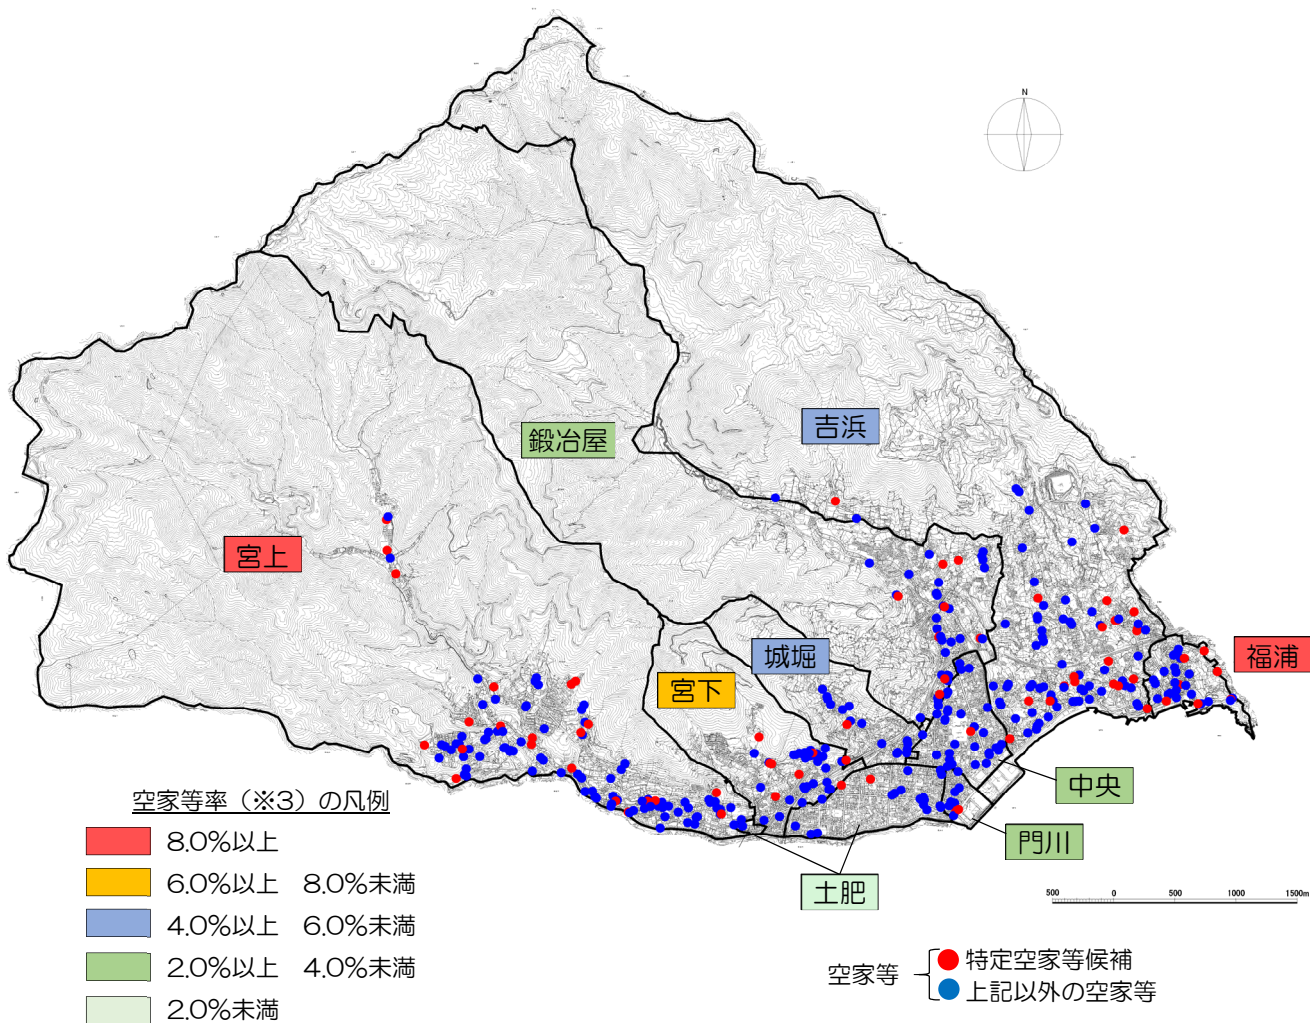 N
吉浜
鍛冶屋
宮上
城堀
福浦
宮下
中央
門川
土肥
空家等率（※3）の凡例
8.0%以上
6.0%以上 8.0%未満
4.0%以上 6.0%未満
2.0%以上 4.0%未満
2.0%未満
500 0 500 1000 1500m
空家等
特定空家等候補
上記以外の空家等